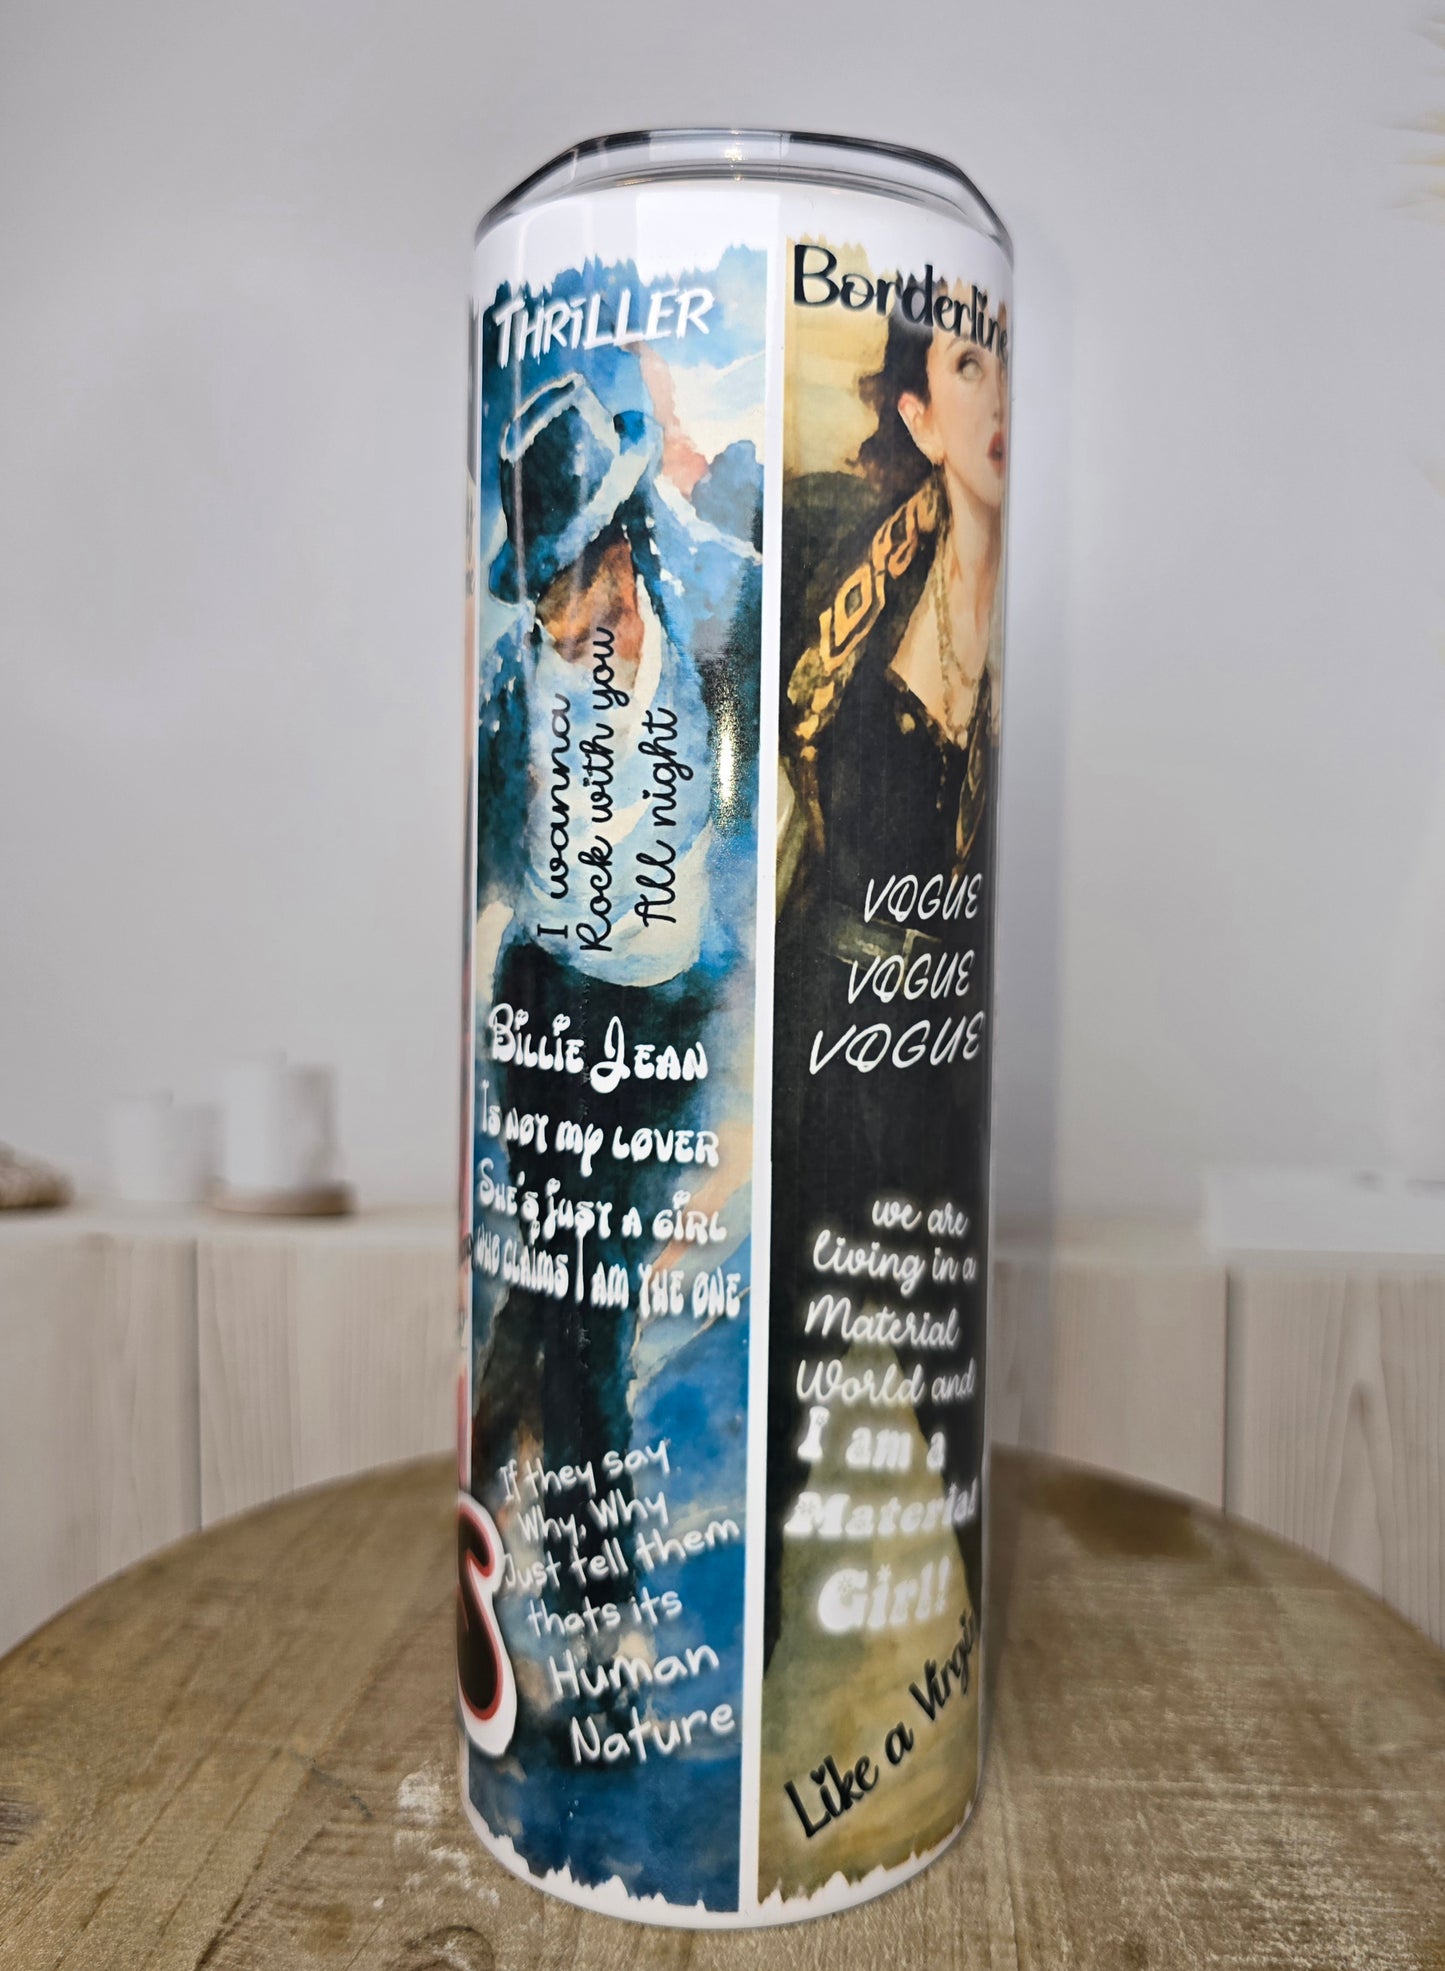 THRiLLER
I wanna
Rock with you
All night
Billie Jean
Is not my lover
She's just a girl
who claims I am the one
If they say
Why, Why
Just tell them
thats its
Human
Nature
Borderline
VOGUE
VOGUE
VOGUE
we are
living in a
Material
World and
I am a
Material
Girl!
Like a Virgin